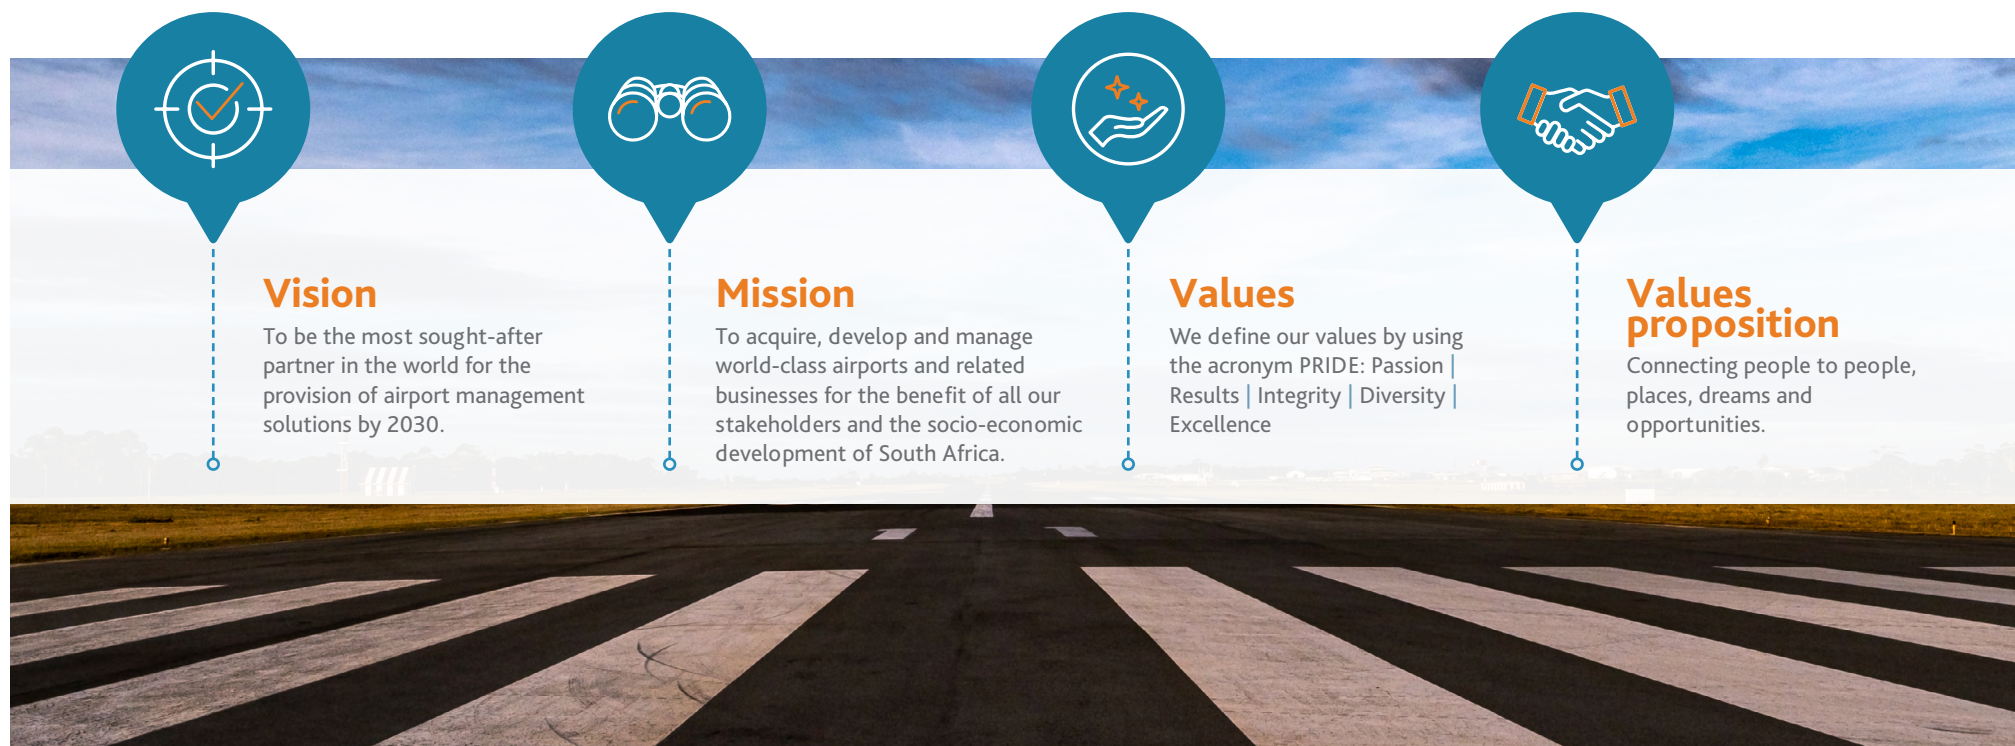 Vision
To be the most sought-after
partner in the world for the
provision of airport management
solutions by 2030.
Mission
To acquire, develop and manage
world-class airports and related
businesses for the benefit of all our
stakeholders and the socio-economic
development of South Africa.
Values
We define our values by using
the acronym PRIDE: Passion |
Results | Integrity | Diversity |
Excellence
Values
proposition
Connecting people to people,
places, dreams and
opportunities.